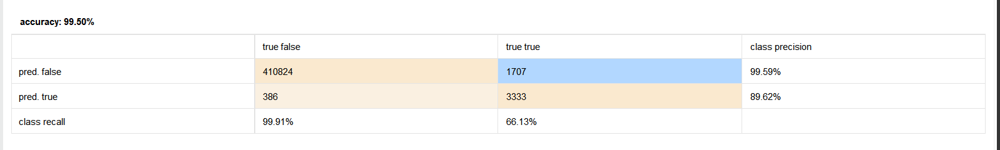 accuracy: 99.50%
true false true true class precision
pred. false 410824 1707 99.59%
pred. true 386 3333 89.62%
class recall 99.91% 66.13%